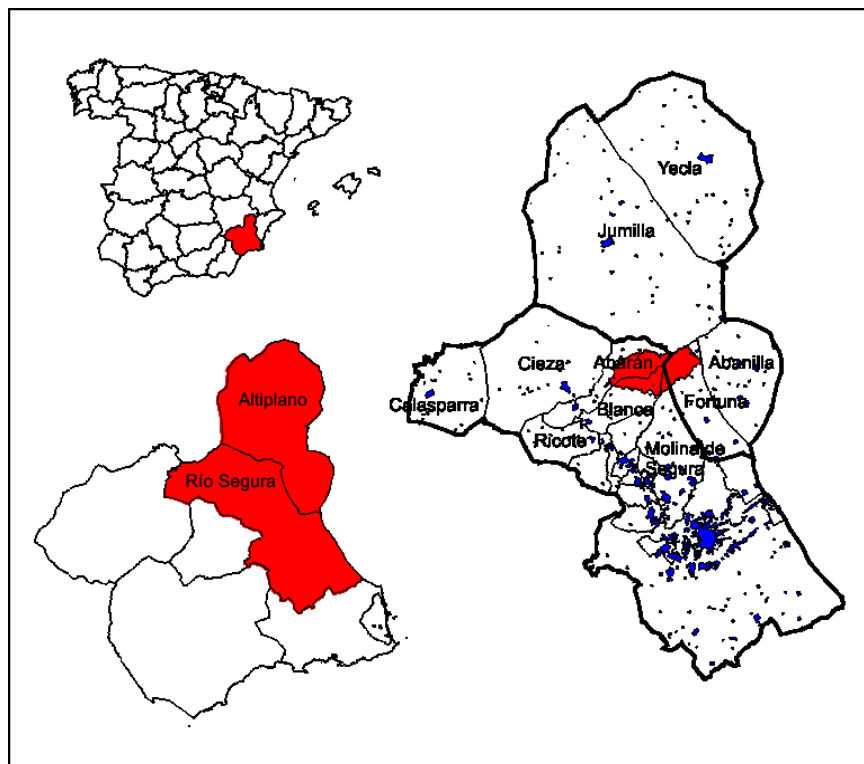 Yecla
Jumilla
Cieza
Abarán
Abanilla
Calasparra
Blanca
Fortuna
Ricote
Molina de
Segura
Altiplano
Río Segura